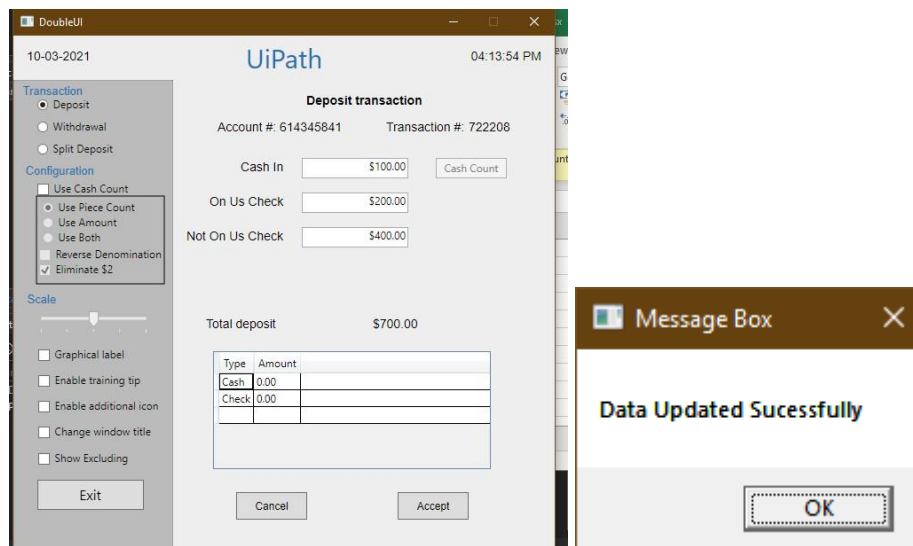 DoubleUI
10-03-2021 UiPath 04:13:54 PM
Transaction
Deposit
Withdrawal
Split Deposit
Configuration
Use Cash Count
Use Piece Count
Use Amount
Use Both
Reverse Denomination
Eliminate $2
Scale
Graphical label
Enable training tip
Enable additional icon
Change window title
Show Excluding
Exit
Deposit transaction
Account #: 614345841 Transaction #: 722208
Cash In $100.00 Cash Count
On Us Check $200.00
Not On Us Check $400.00
Total deposit $700.00
Type Amount
Cash 0.00
Check 0.00
Cancel Accept
Message Box
Data Updated Sucessfully
OK